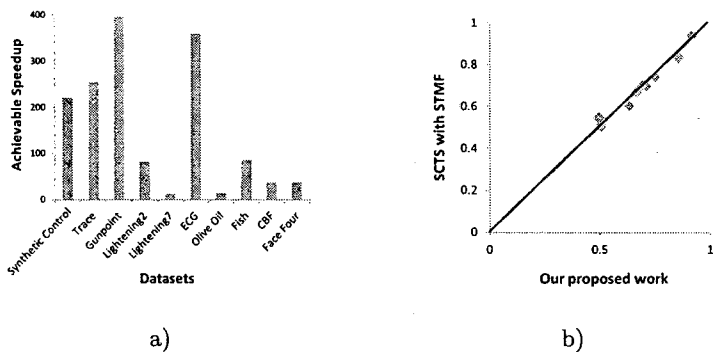 Achievable Speedup
400
300
200
100
0
Synthetic Control
Trace
Gunpoint
Lightening2
Lightening7
ECG
Olive Oil
Fish
CBF
Face Four
Datasets
a)
SCTS with STMF
1
0.8
0.6
0.4
0.2
0
0
0.5
1
Our proposed work
b)